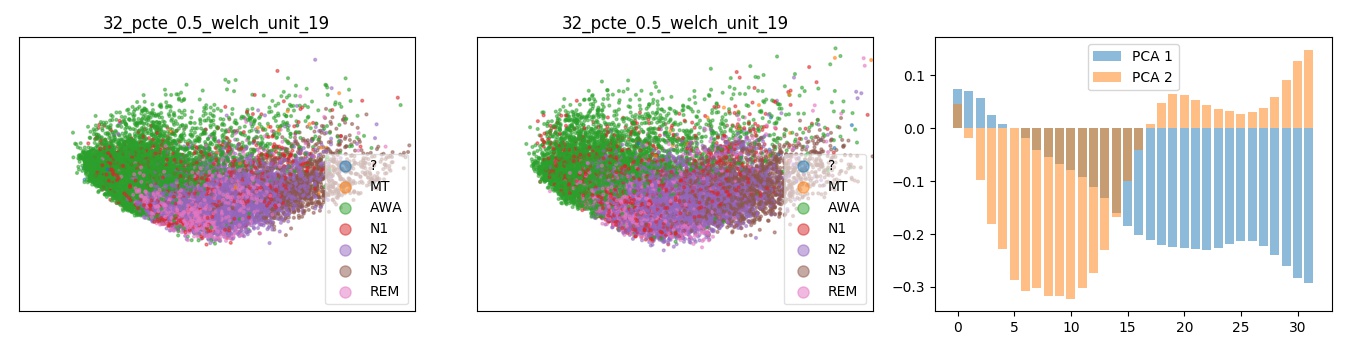 32_pcte_0.5_welch_unit_19
?
MT
AWA
N1
N2
N3
REM
32_pcte_0.5_welch_unit_19
?
MT
AWA
N1
N2
N3
REM
PCA 1
PCA 2
0.1
0.0
−0.1
−0.2
−0.3
0 5 10 15 20 25 30